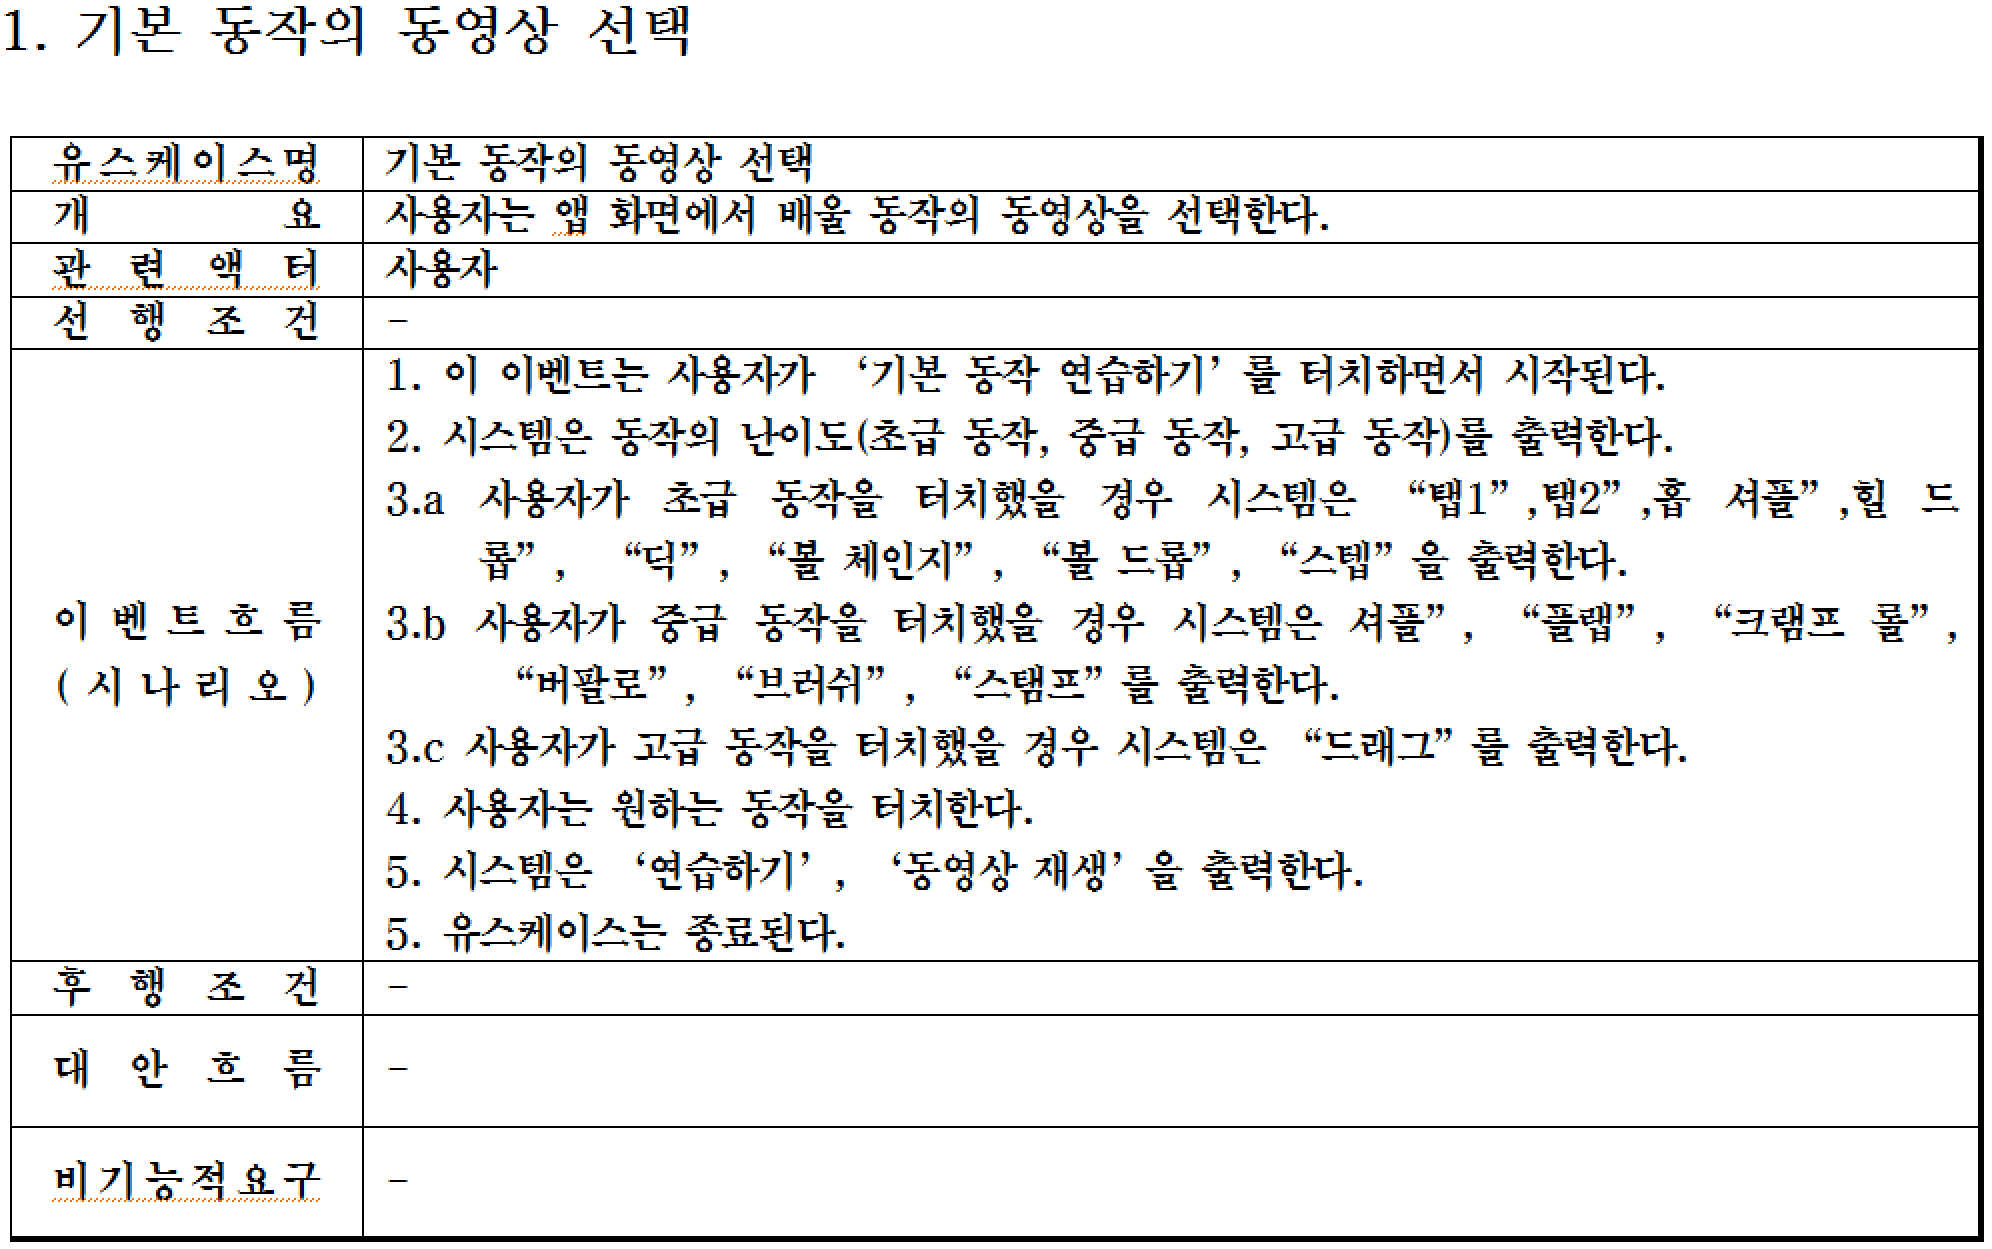 1. 기본 동작의 동영상 선택
유스케이스명 기본 동작의 동영상 선택
개 요 사용자는 앱 화면에서 배울 동작의 동영상을 선택한다.
관 련 액 터 사용자
선 행 조 건 -
이 벤 트 흐 름
( 시 나 리 오 )
1. 이 이벤트는 사용자가 ‘기본 동작 연습하기’ 를 터치하면서 시작된다.
2. 시스템은 동작의 난이도(초급 동작, 중급 동작, 고급 동작)를 출력한다.
3.a 사용자가 초급 동작을 터치했을 경우 시스템은 “탭1” ,탭2” ,홉 셔플” ,힐 드
롭” , “딕” , “볼 체인지” , “볼 드롭” , “스텝” 을 출력한다.
3.b 사용자가 중급 동작을 터치했을 경우 시스템은 셔플” , “플랩” , “크램프 롤” ,
“버팔로” , “브러쉬” , “스탬프” 를 출력한다.
3.c 사용자가 고급 동작을 터치했을 경우 시스템은 “드래그” 를 출력한다.
4. 사용자는 원하는 동작을 터치한다.
5. 시스템은 ‘연습하기’ , ‘동영상 재생’ 을 출력한다.
5. 유스케이스는 종료된다.
후 행 조 건 -
대 안 흐 름 -
비기능적요구 -